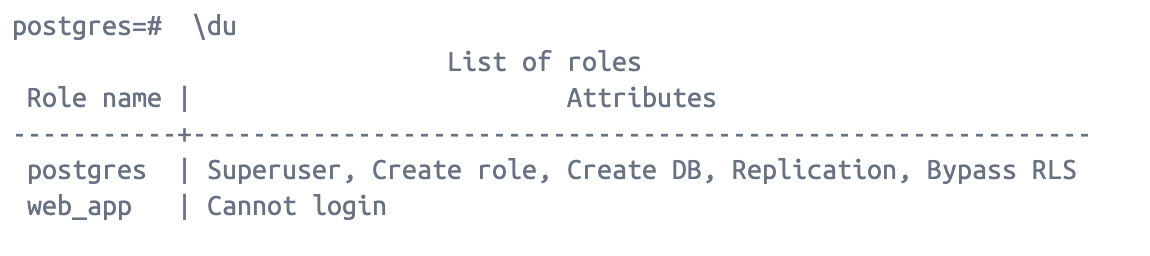 postgres=#  \du
                             List of roles
 Role name |                         Attributes
-----------+------------------------------------------------------------
 postgres  | Superuser, Create role, Create DB, Replication, Bypass RLS
 web_app   | Cannot login